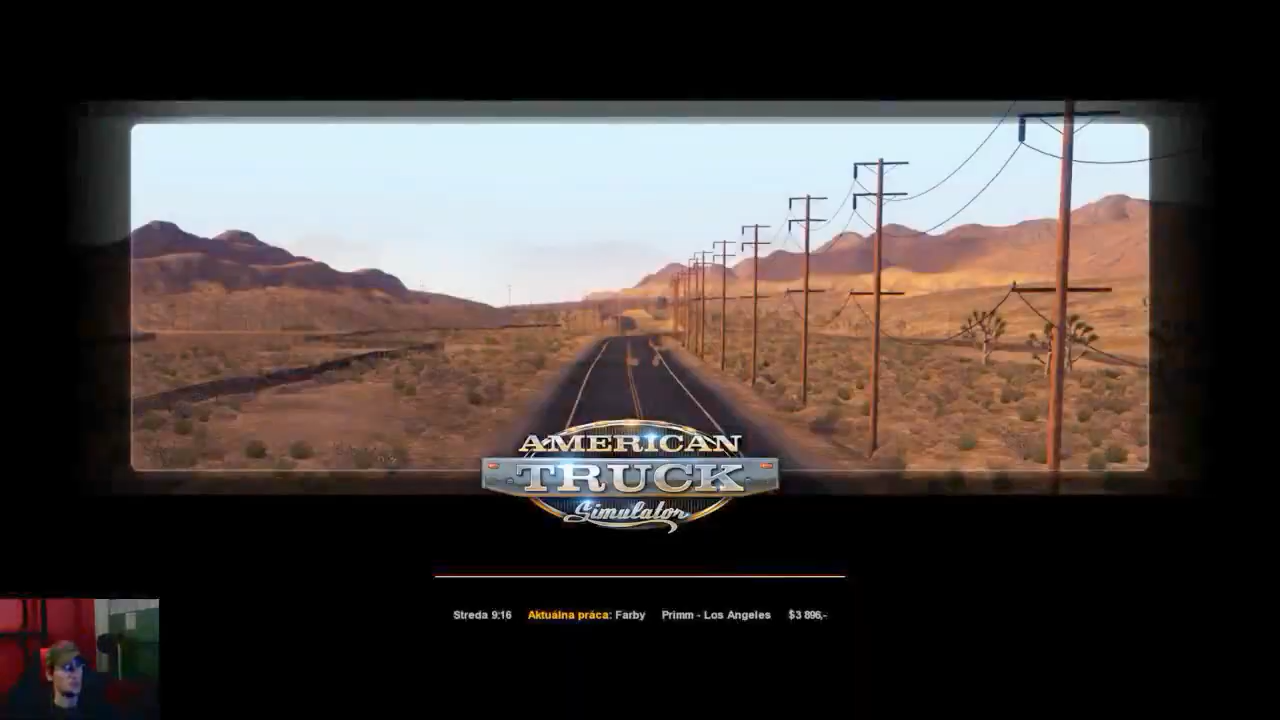 AMERICAN
TRUCK
Simulator
Streda 9:16 Aktuálna práca: Farby Primm - Los Angeles $3 896,-